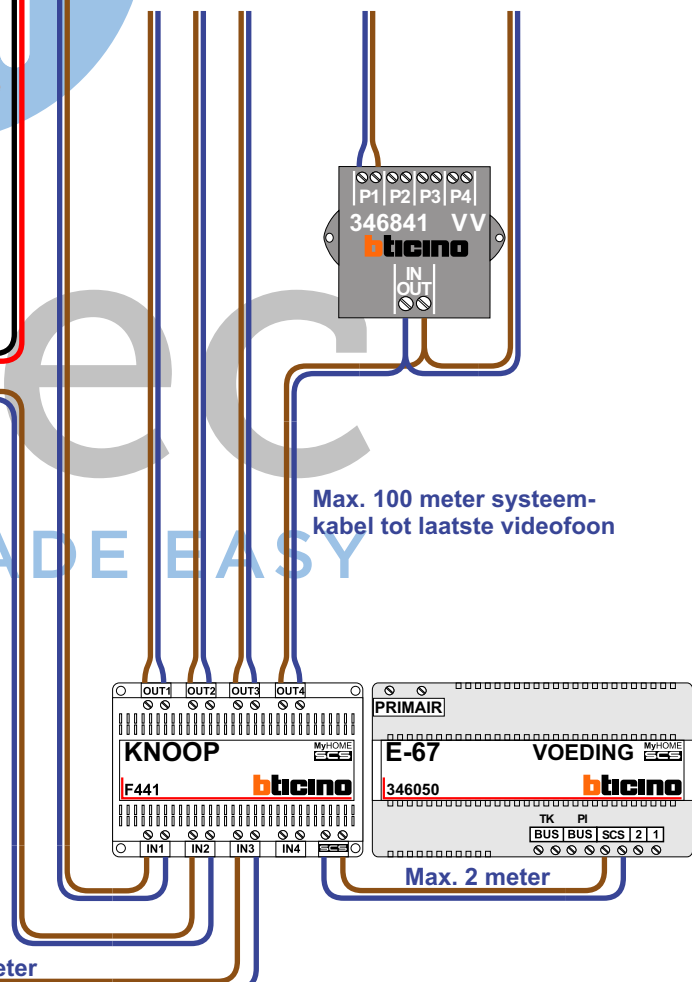 P1 P2 P3 P4
346841 VV
bticino
IN
OUT
ec
Max. 100 meter systeem-
kabel tot laatste videofoon
ADE EASY
OUT1 OUT2 OUT3 OUT4
KNOOP MyHOME
SCS
F441 bticino
IN1 IN2 IN3 IN4 SCS
PRIMAIR
E-67 VOEDING MyHOME
SCS
346050 bticino
TK PI
BUS BUS SCS 2 1
Max. 2 meter
eter